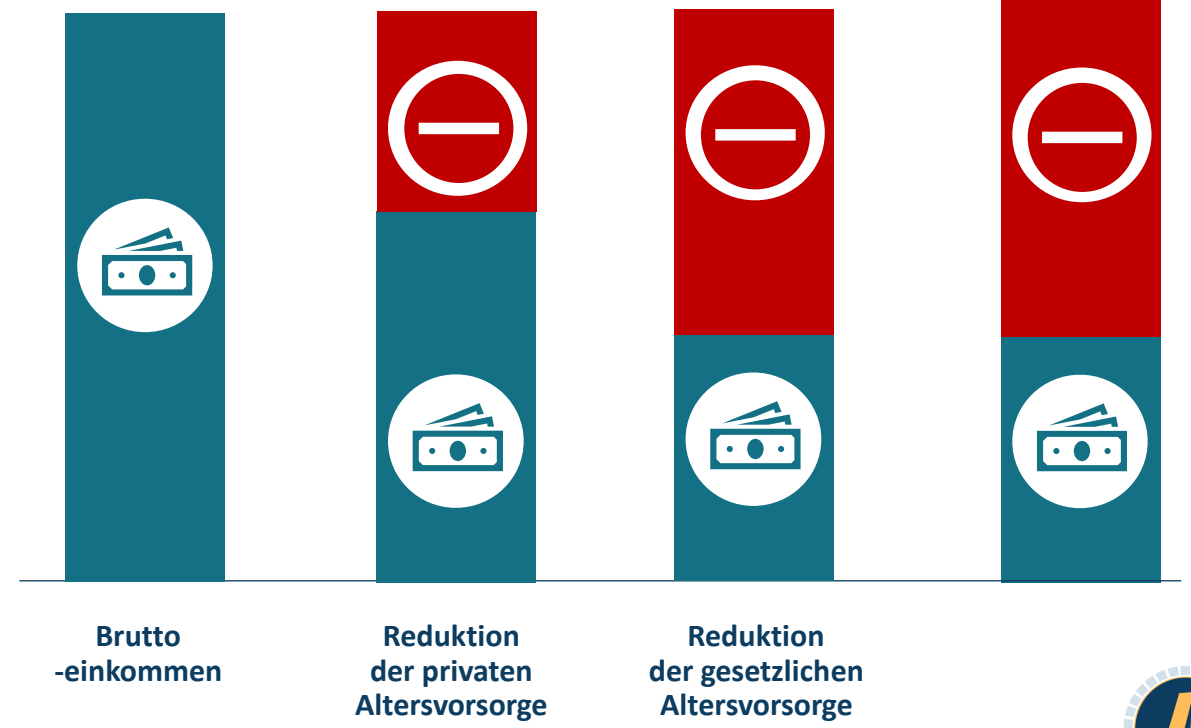 Brutto
-einkommen
Reduktion
der privaten
Altersvorsorge
Reduktion
der gesetzlichen
Altersvorsorge